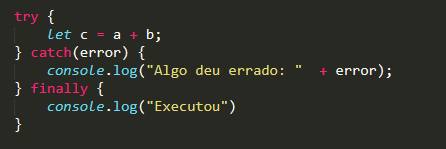 try {
    let c = a + b;
} catch(error) {
    console.log("Algo deu errado: "  + error);
} finally {
    console.log("Executou")
}